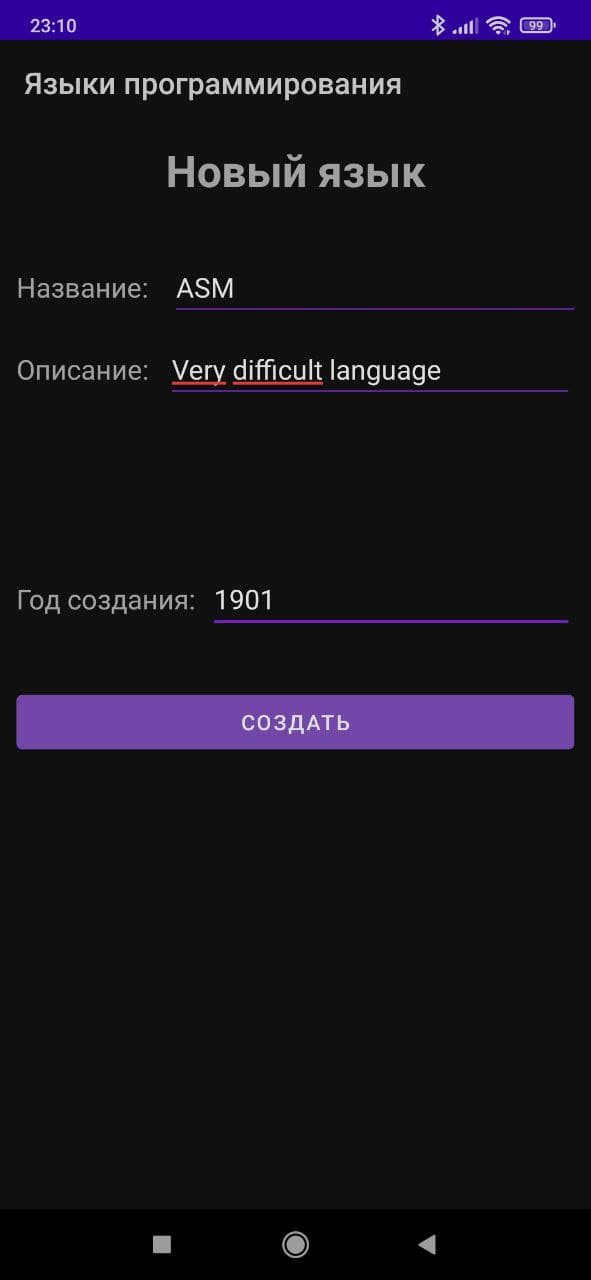 23:10
99
Языки программирования
Новый язык
Название: ASM
Описание: Very difficult language
Год создания: 1901
СОЗДАТЬ